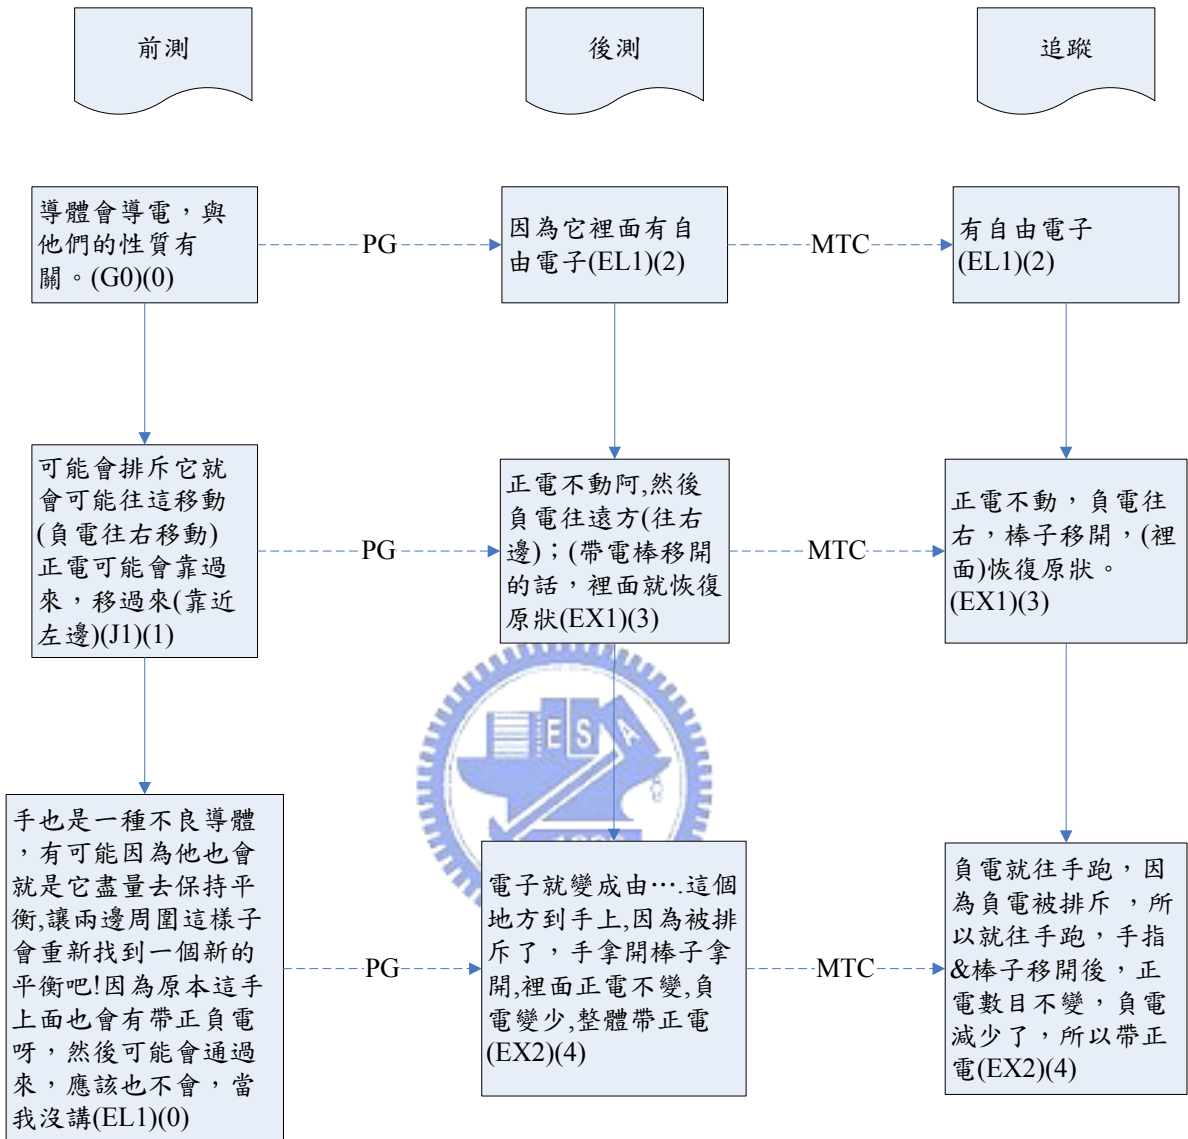 前測
後測
追蹤
導體會導電，與
他們的性質有
關。(G0)(0)
PG
因為它裡面有自
由電子(EL1)(2)
MTC
有自由電子
(EL1)(2)
可能會排斥它就
會可能往這移動
(負電往右移動)
正電可能會靠過
來，移過來(靠近
左邊)(J1)(1)
PG
正電不動阿,然後
負電往遠方(往右
邊)；(帶電棒移開
的話，裡面就恢復
原狀(EX1)(3)
MTC
正電不動，負電往
右，棒子移開，(裡
面)恢復原狀。
(EX1)(3)
E S A
手也是一種不良導體
，有可能因為他也會
就是它盡量去保持平
衡,讓兩邊周圍這樣子
會重新找到一個新的
平衡吧!因為原本這手
上面也會有帶正負電
呀，然後可能會通過
來，應該也不會，當
我沒講(EL1)(0)
PG
電子就變成由….這個
地方到手上,因為被排
斥了，手拿開棒子拿
開,裡面正電不變,負
電變少,整體帶正電
(EX2)(4)
MTC
負電就往手跑，因
為負電被排斥 ，所
以就往手跑，手指
&棒子移開後，正
電數目不變，負電
減少了，所以帶正
電(EX2)(4)